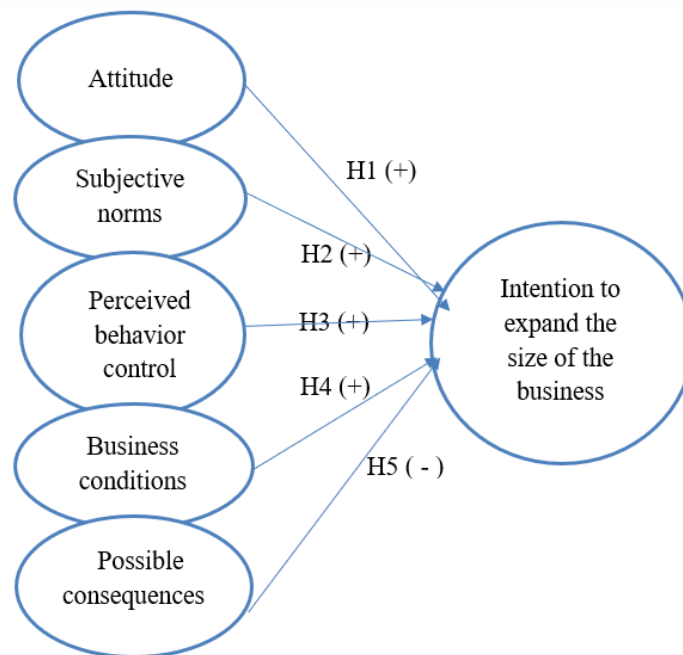 Attitude
Subjective
norms
Perceived
behavior
control
Business
conditions
Possible
consequences
H1 (+)
H2 (+)
H3 (+)
H4 (+)
H5 ( - )
Intention to
expand the
size of the
business